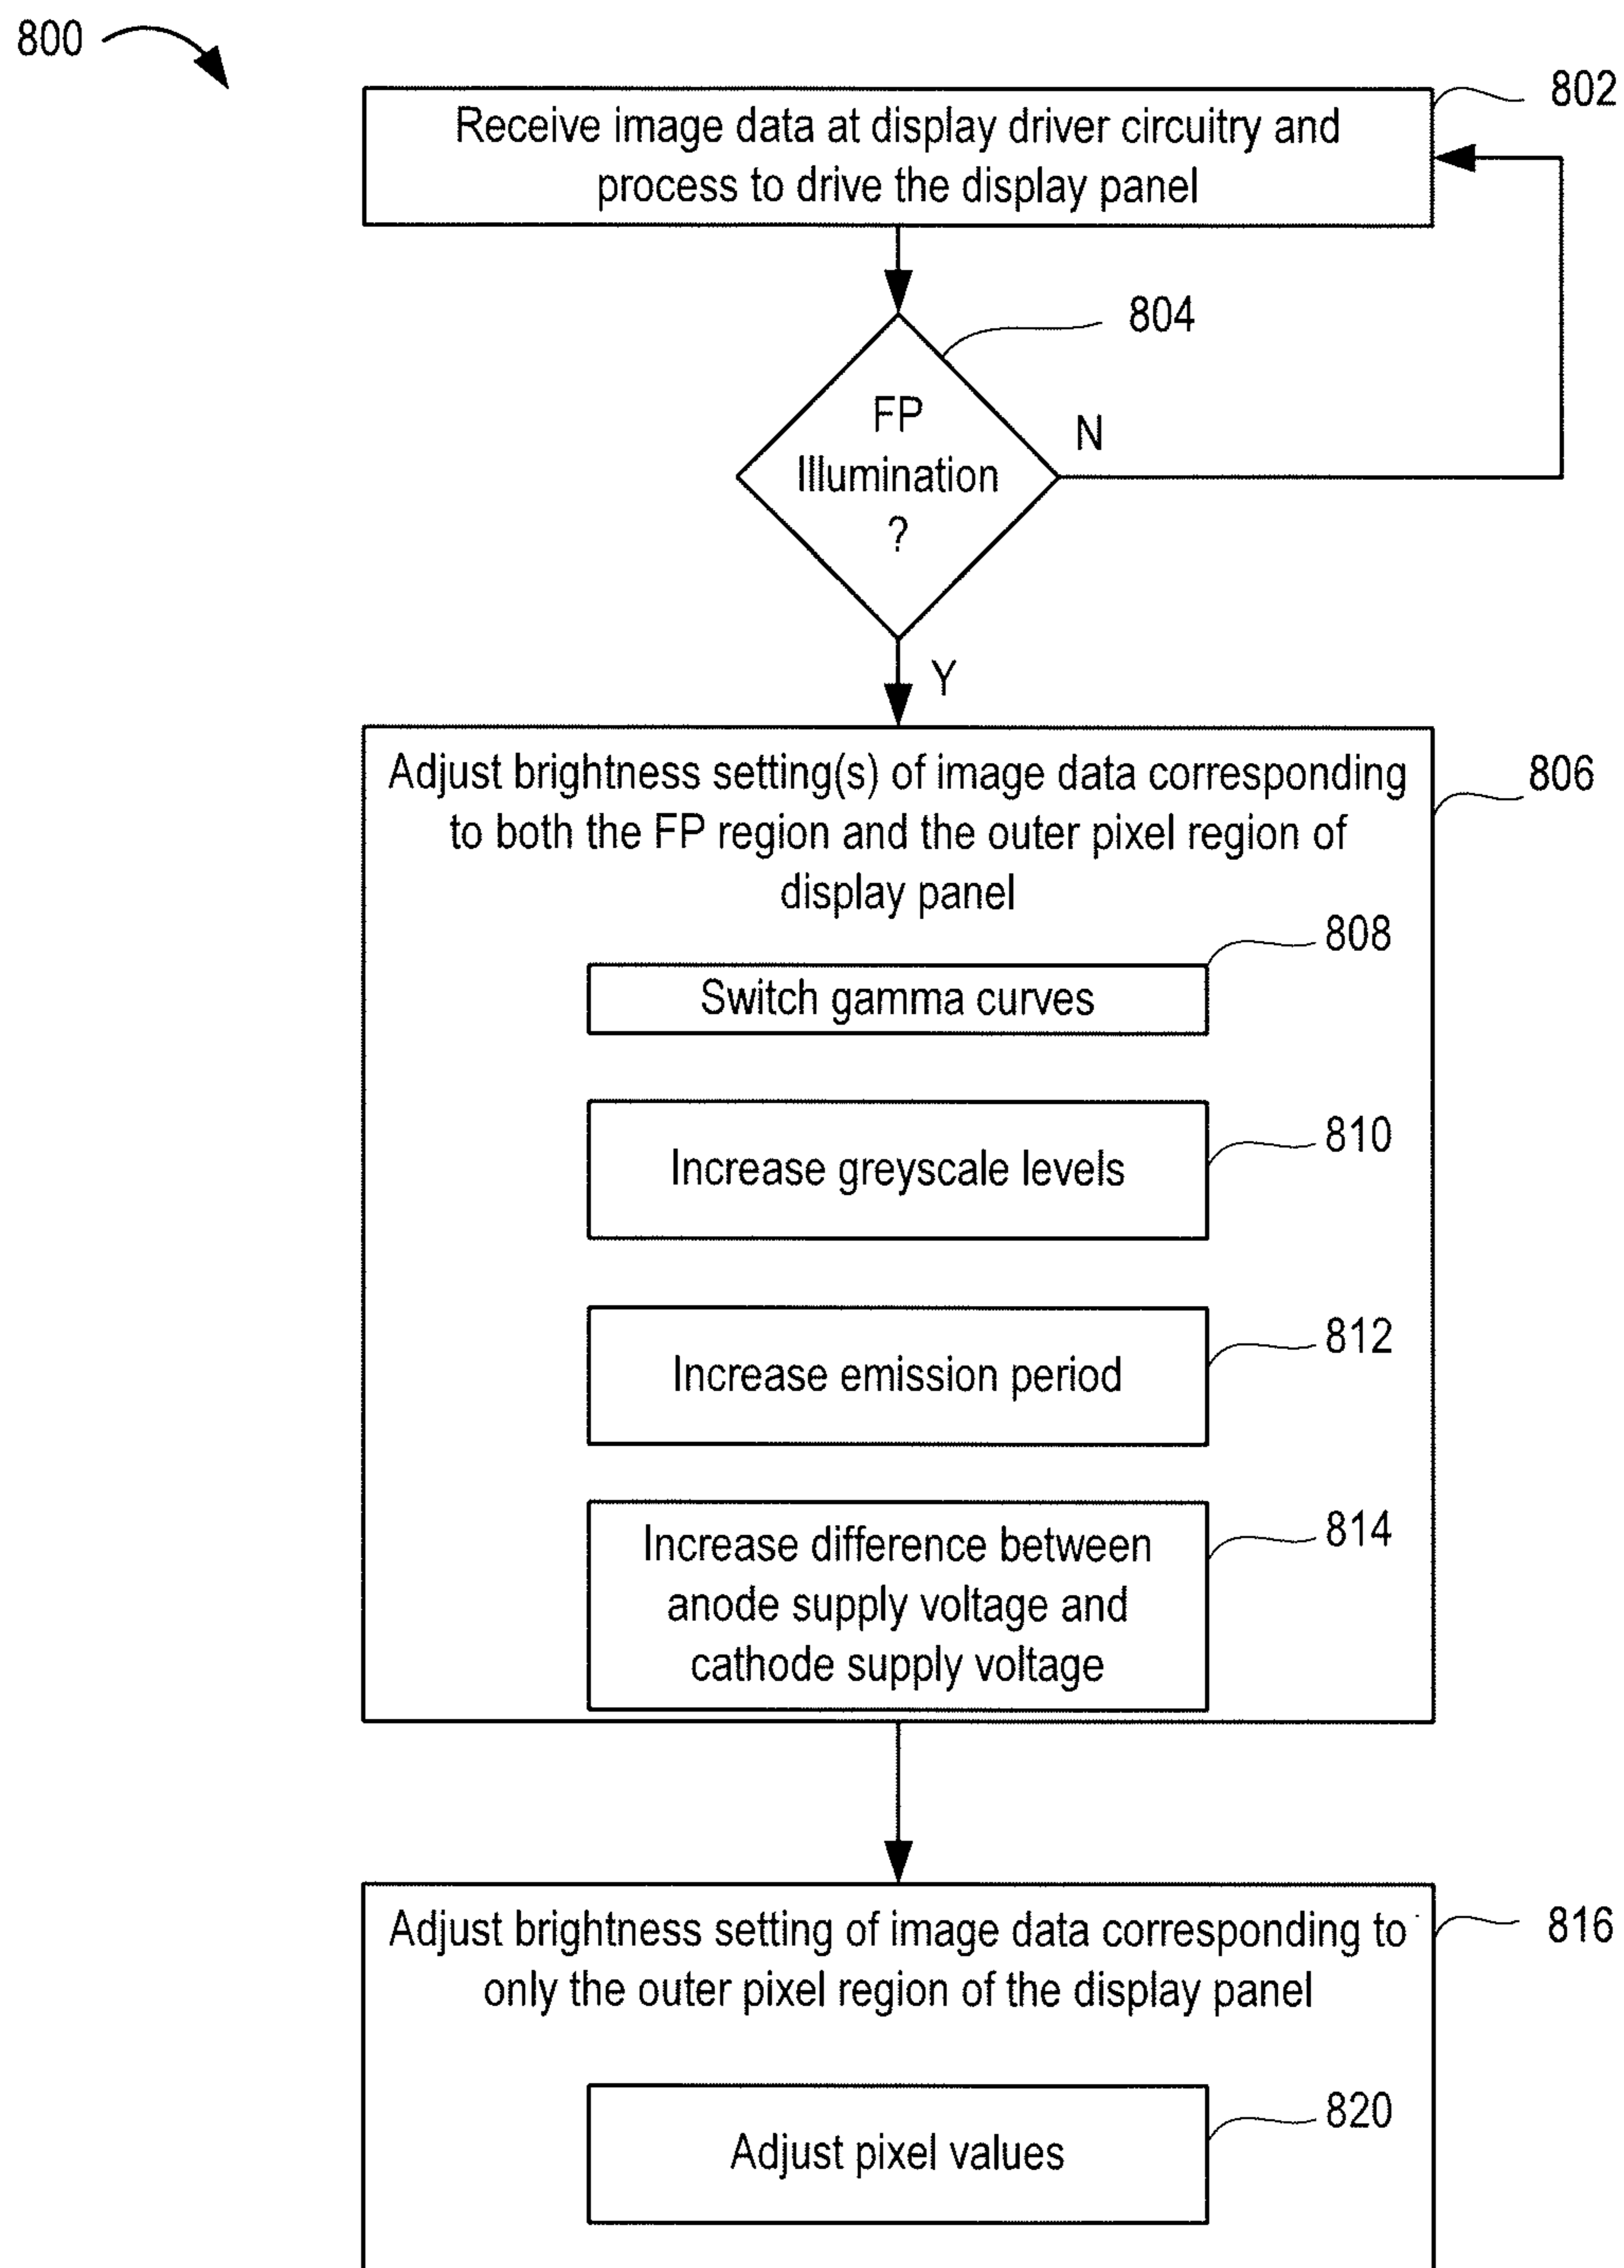 800
802
Receive image data at display driver circuitry and
process to drive the display panel
804
FP
Illumination
?
N
Y
806
Adjust brightness setting(s) of image data corresponding
to both the FP region and the outer pixel region of
display panel
808
Switch gamma curves
810
Increase greyscale levels
812
Increase emission period
814
Increase difference between
anode supply voltage and
cathode supply voltage
816
Adjust brightness setting of image data corresponding to
only the outer pixel region of the display panel
820
Adjust pixel values